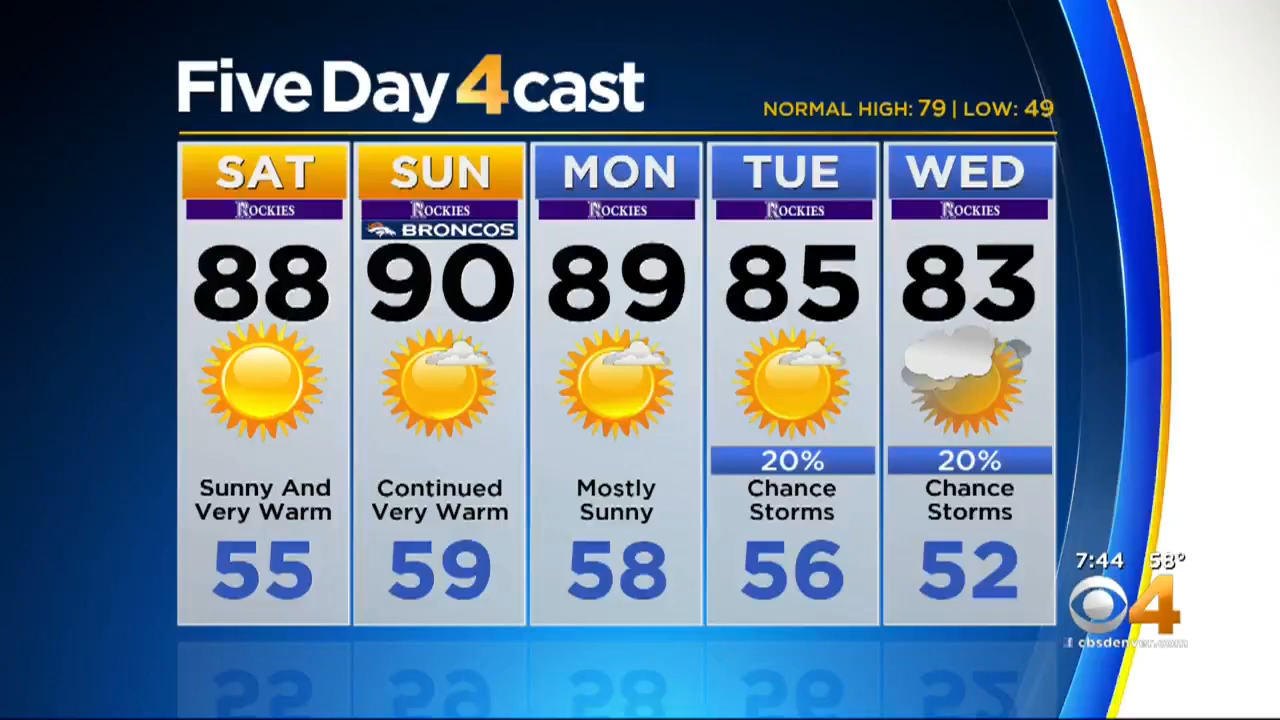 Five Day 4cast
NORMAL HIGH: 79 | LOW: 49
SAT
ROCKIES
88
Sunny And
Very Warm
55
SUN
ROCKIES
BRONCOS
90
Continued
Very Warm
59
MON
ROCKIES
89
Mostly
Sunny
58
TUE
ROCKIES
85
20%
Chance
Storms
56
WED
ROCKIES
83
20%
Chance
Storms
52
7:44 58°
4
cbsdenver.com